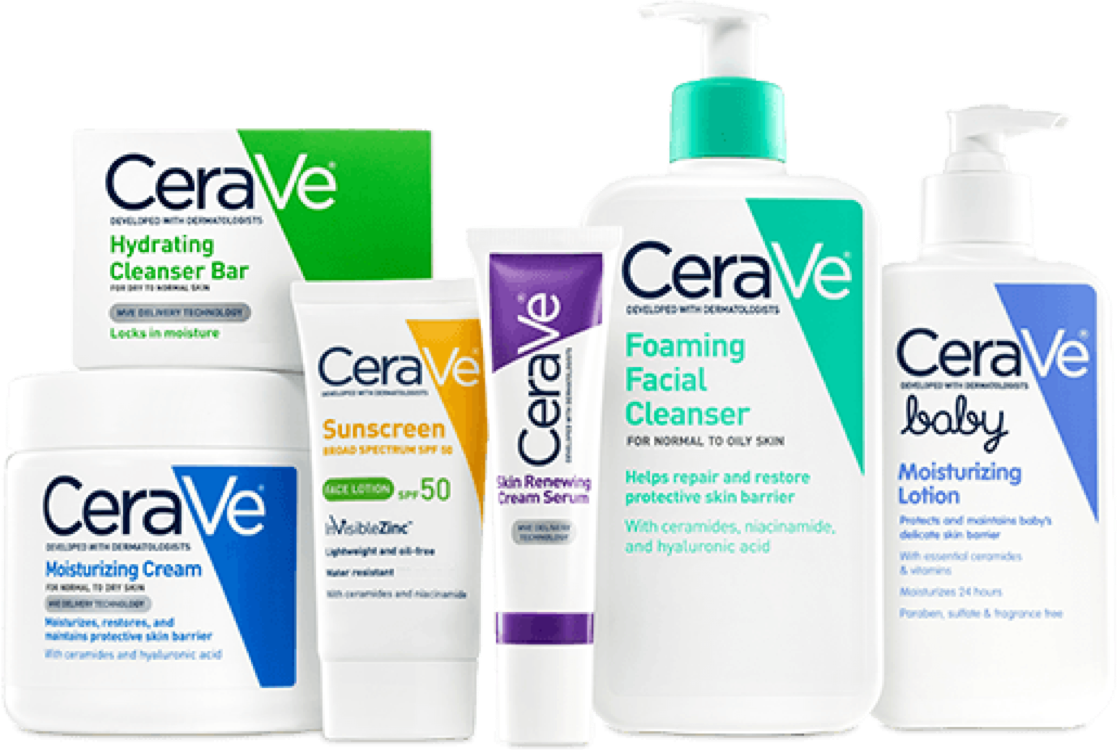 CeraVe®
DEVELOPED WITH DERMATOLOGISTS
Hydrating
Cleanser Bar
FOR DRY TO NORMAL SKIN
MVE DELIVERY TECHNOLOGY
Locks in moisture
CeraVe®
DEVELOPED WITH DERMATOLOGISTS
Moisturizing Cream
FOR NORMAL TO DRY SKIN
MVE DELIVERY TECHNOLOGY
Moisturizes, restores, and
maintains protective skin barrier
With ceramides and hyaluronic acid
CeraVe®
DEVELOPED WITH DERMATOLOGISTS
Sunscreen
BROAD SPECTRUM SPF 50
FACE LOTION SPF 50
InVisibleZinc™
Lightweight and oil-free
Water resistant
With ceramides and niacinamide
CeraVe®
DEVELOPED WITH DERMATOLOGISTS
Skin Renewing
Cream Serum
MVE DELIVERY
TECHNOLOGY
CeraVe®
DEVELOPED WITH DERMATOLOGISTS
Foaming
Facial
Cleanser
FOR NORMAL TO OILY SKIN
Helps repair and restore
protective skin barrier
With ceramides, niacinamide,
and hyaluronic acid
CeraVe®
DEVELOPED WITH DERMATOLOGISTS
baby
Moisturizing
Lotion
Protects and maintains baby's
delicate skin barrier
With essential ceramides
& vitamins
Moisturizes 24 hours
Paraben, sulfate & fragrance free